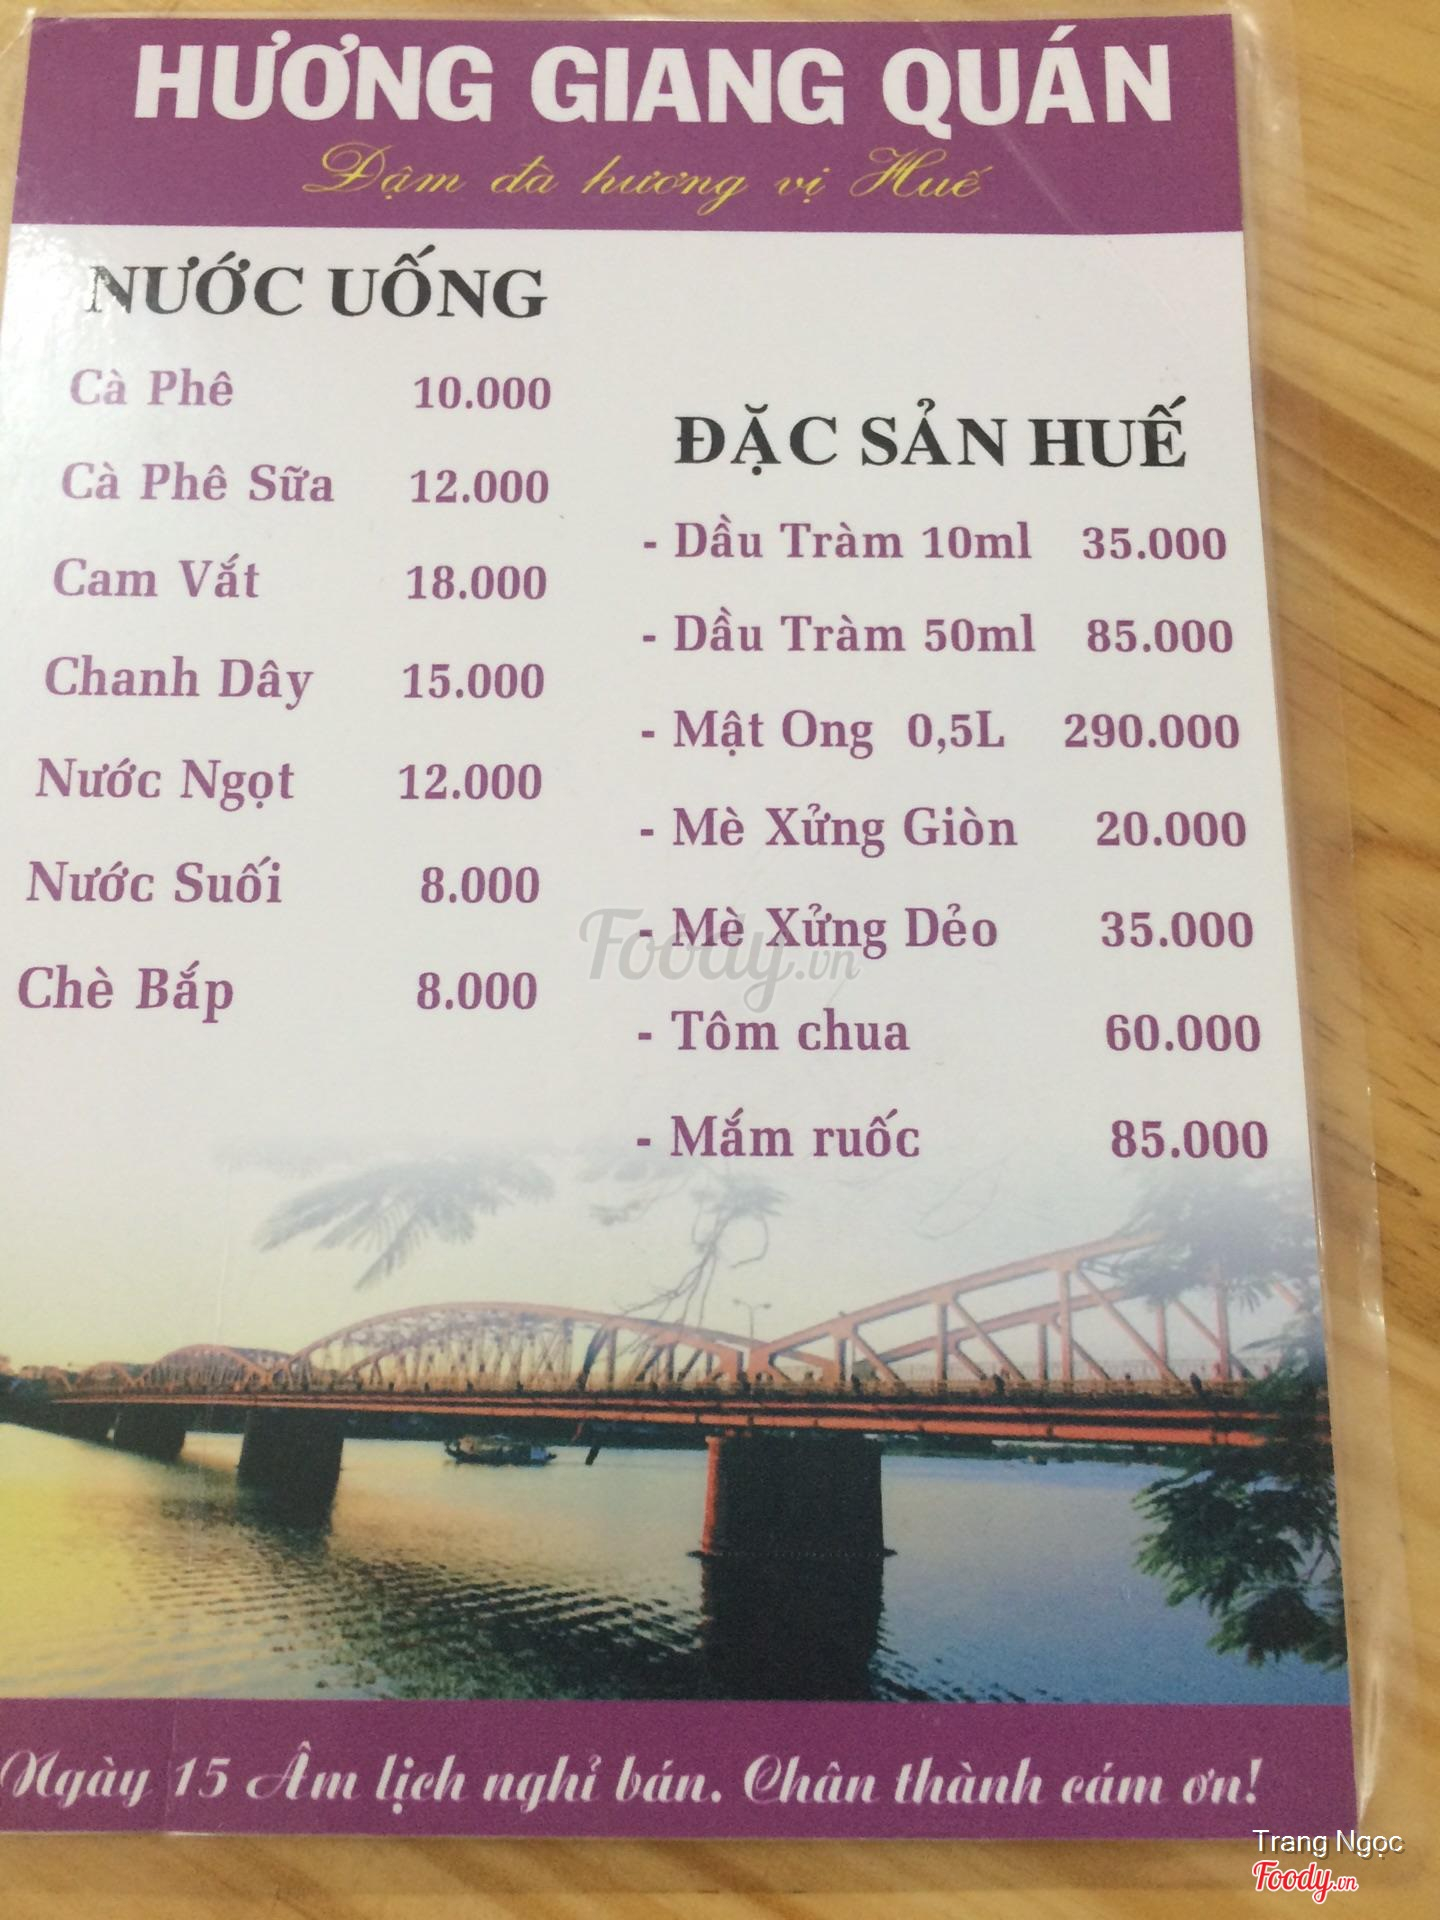 HƯƠNG GIANG QUÁN
Đậm đà hương vị Huế
NƯỚC UỐNG
Cà Phê 10.000
Cà Phê Sữa 12.000
Cam Vắt 18.000
Chanh Dây 15.000
Nước Ngọt 12.000
Nước Suối 8.000
Chè Bắp 8.000
ĐẶC SẢN HUẾ
- Dầu Tràm 10ml 35.000
- Dầu Tràm 50ml 85.000
- Mật Ong 0,5L 290.000
- Mè Xửng Giòn 20.000
- Mè Xửng Dẻo 35.000
- Tôm chua 60.000
- Mắm ruốc 85.000
Foody.vn
Ngày 15 Âm lịch nghỉ bán. Chân thành cám ơn!
Trang Ngọc
Foody.vn